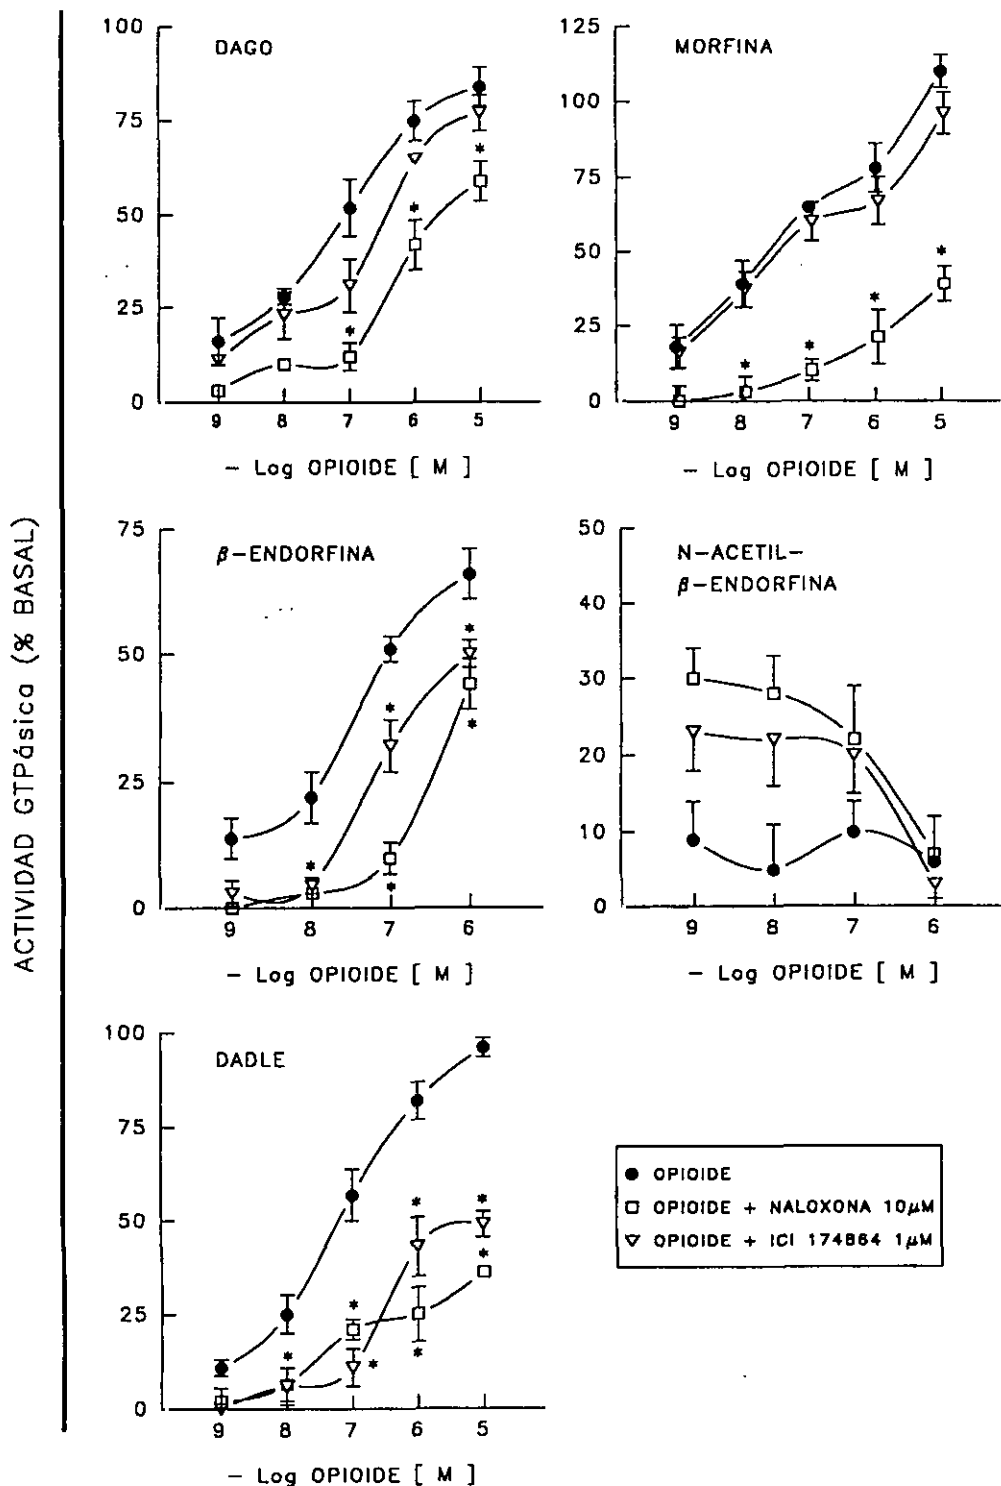 ACTIVIDAD GTPásica (% BASAL)
DAGO
100
75
50
25
0
9 8 7 6 5
– Log OPIOIDE [ M ]
MORFINA
125
100
75
50
25
0
9 8 7 6 5
– Log OPIOIDE [ M ]
β–ENDORFINA
75
50
25
0
9 8 7 6
– Log OPIOIDE [ M ]
N–ACETIL–
β–ENDORFINA
50
40
30
20
10
0
9 8 7 6
– Log OPIOIDE [ M ]
DADLE
100
75
50
25
0
9 8 7 6 5
– Log OPIOIDE [ M ]
OPIOIDE
OPIOIDE + NALOXONA 10μM
OPIOIDE + ICI 174864 1μM